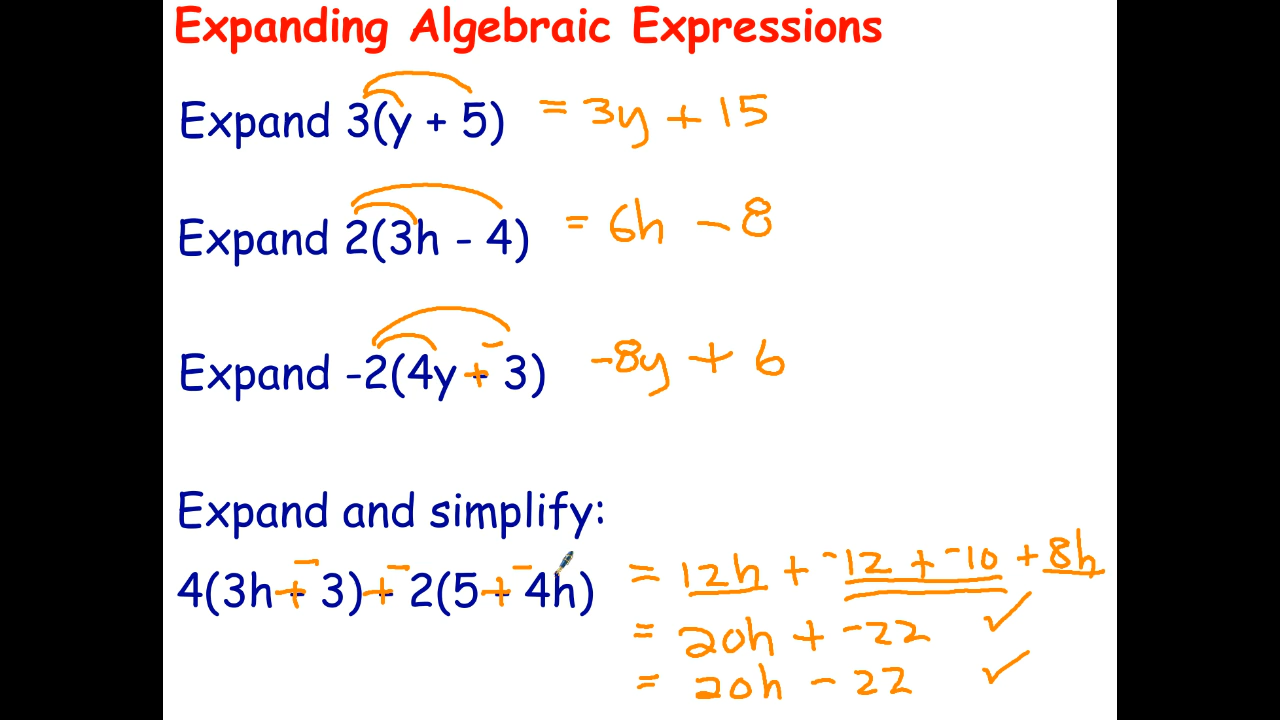 Expanding Algebraic Expressions
Expand 3(y + 5) = 3y + 15
Expand 2(3h - 4) = 6h - 8
Expand -2(4y + ⁻3) -8y + 6
Expand and simplify:
4(3h + ⁻3) + ⁻2(5 + ⁻4h) = 12h + ⁻12 + ⁻10 + 8h
= 20h + ⁻22 ✓
= 20h - 22 ✓